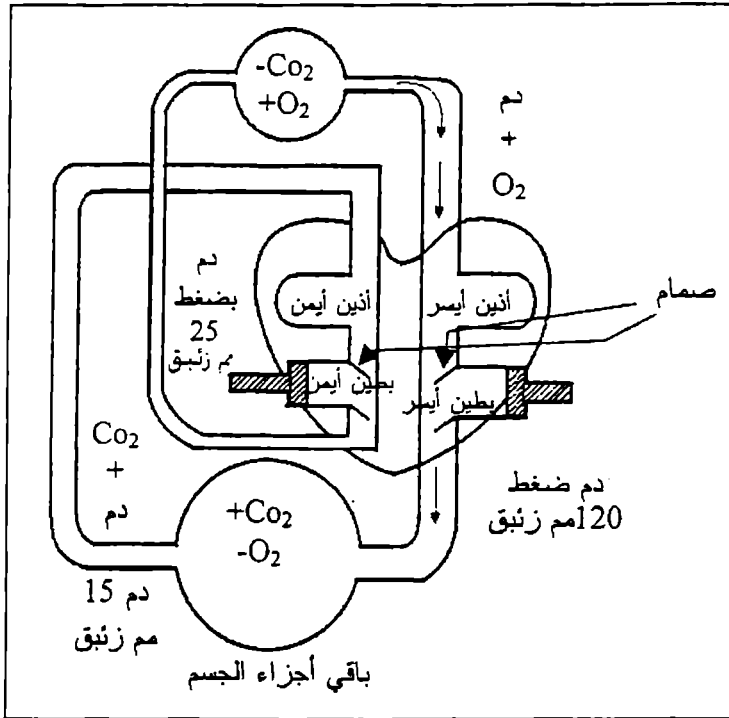 -Co₂
+O₂
دم
+
O₂
دم
بضغط
25
مم زئبق
أذين أيمن
أذين أيسر
صمام
بطين أيمن
بطين أيسر
Co₂
+
دم
+Co₂
-O₂
دم ضغط
120مم زئبق
دم 15
مم زئبق
باقي أجزاء الجسم